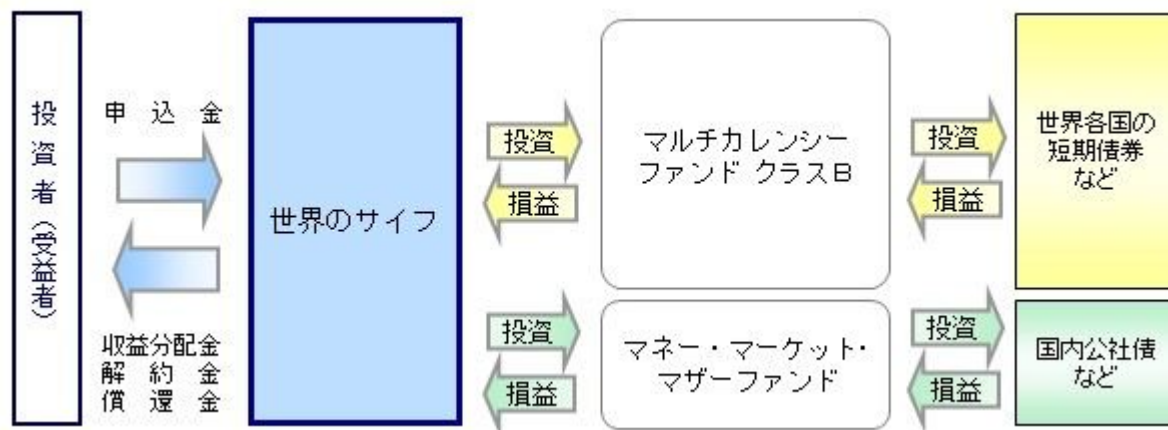 投資者(受益者)
申込金
収益分配金
解約金
償還金
世界のサイフ
投資
損益
マルチカレンシー
ファンド クラスB
投資
損益
世界各国の
短期債券
など
投資
損益
マネー・マーケット・
マザーファンド
投資
損益
国内公社債
など